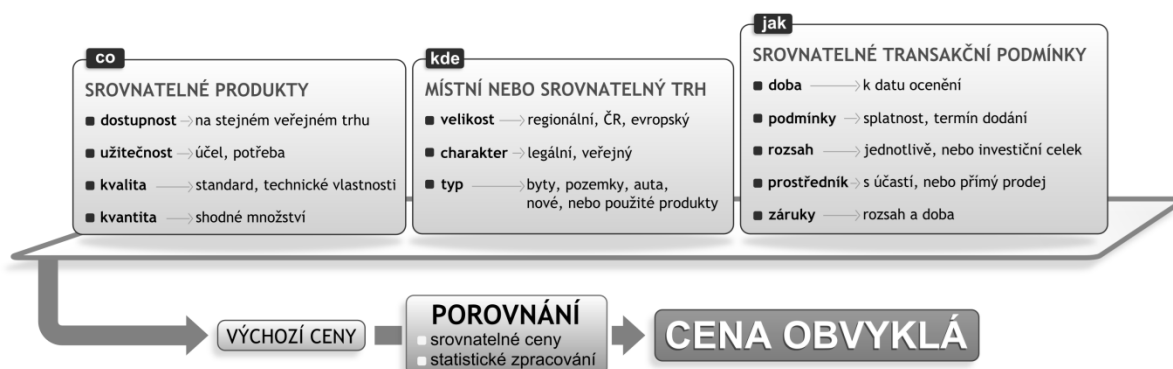 co
SROVNATELNÉ PRODUKTY
dostupnost na stejném veřejném trhu
užitečnost účel, potřeba
kvalita standard, technické vlastnosti
kvantita shodné množství
kde
MÍSTNÍ NEBO SROVNATELNÝ TRH
velikost regionální, ČR, evropský
charakter legální, veřejný
typ byty, pozemky, auta,
nové, nebo použité produkty
jak
SROVNATELNÉ TRANSAKČNÍ PODMÍNKY
doba k datu ocenění
podmínky splatnost, termín dodání
rozsah jednotlivě, nebo investiční celek
prostředník s účastí, nebo přímý prodej
záruky rozsah a doba
VÝCHOZÍ CENY
POROVNÁNÍ
srovnatelné ceny
statistické zpracování
CENA OBVYKLÁ